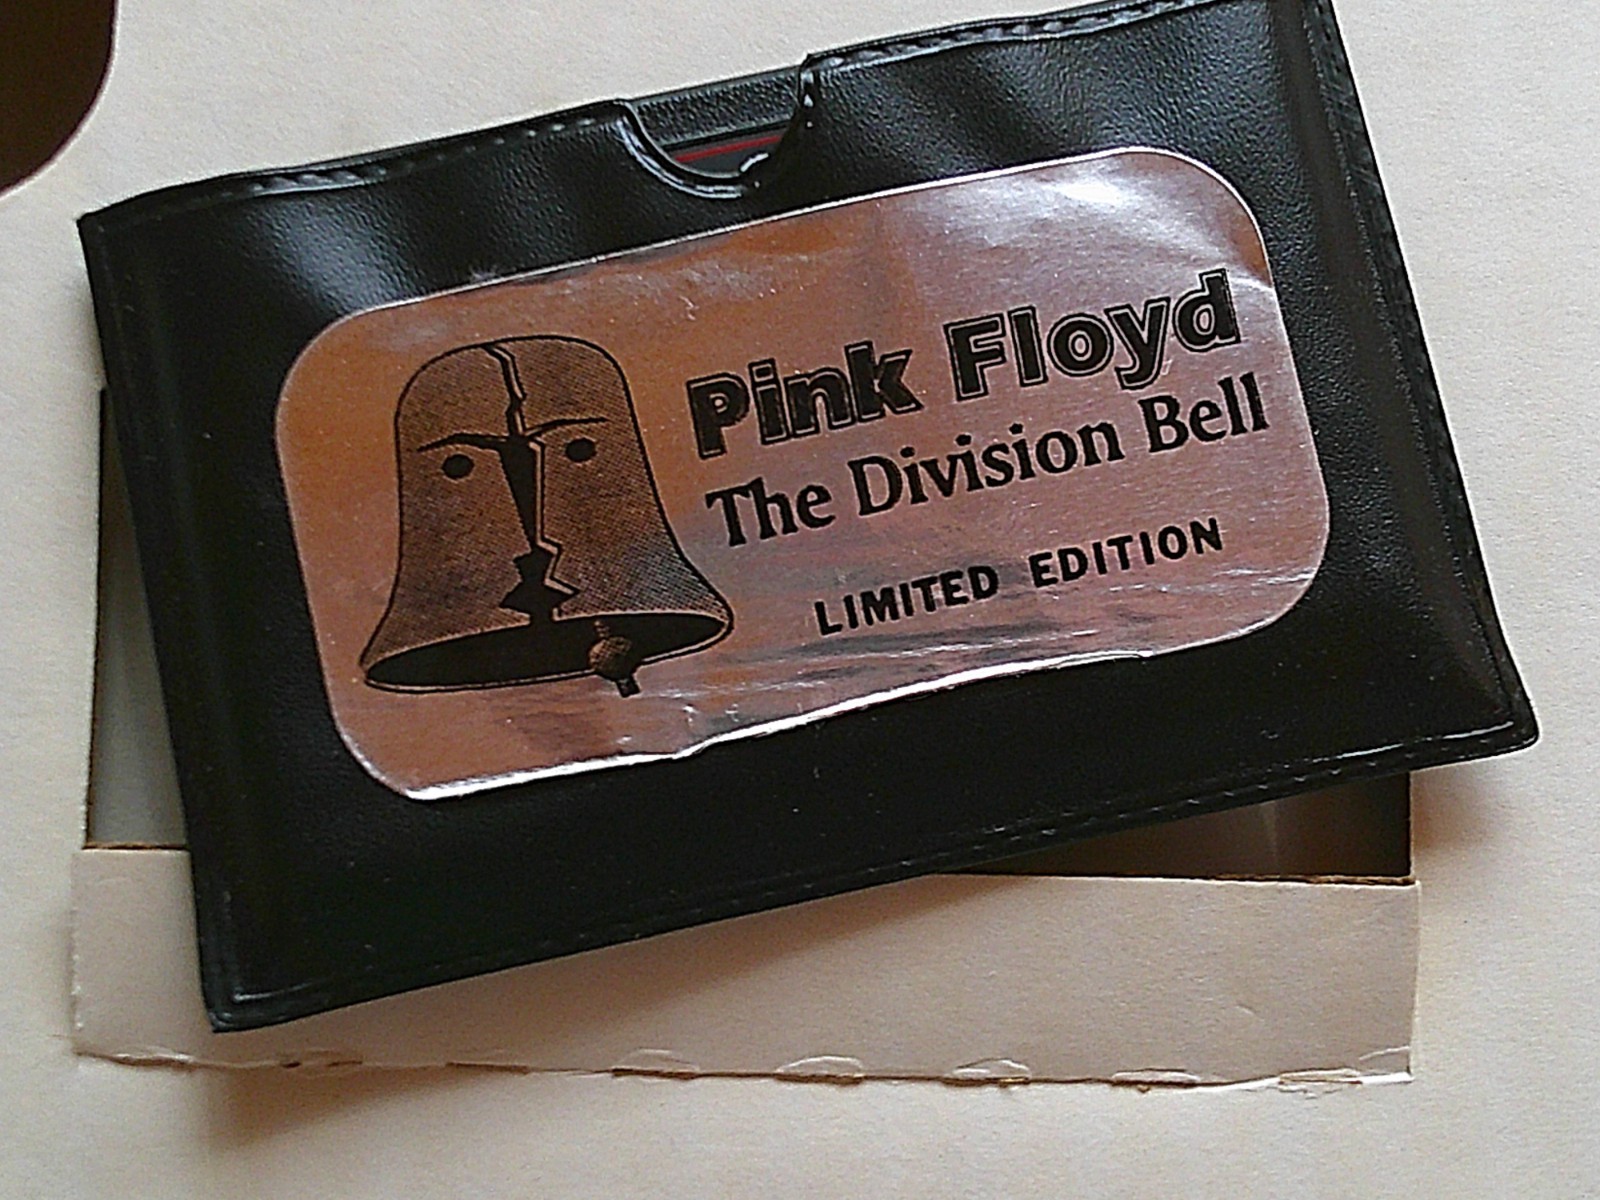 Pink Floyd
The Division Bell
LIMITED EDITION